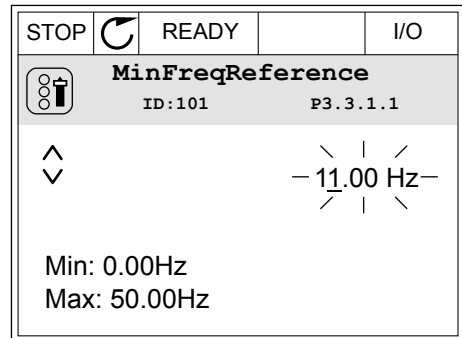 STOP READY I/O
MinFreqReference
ID:101 P3.3.1.1
11.00 Hz
Min: 0.00Hz
Max: 50.00Hz